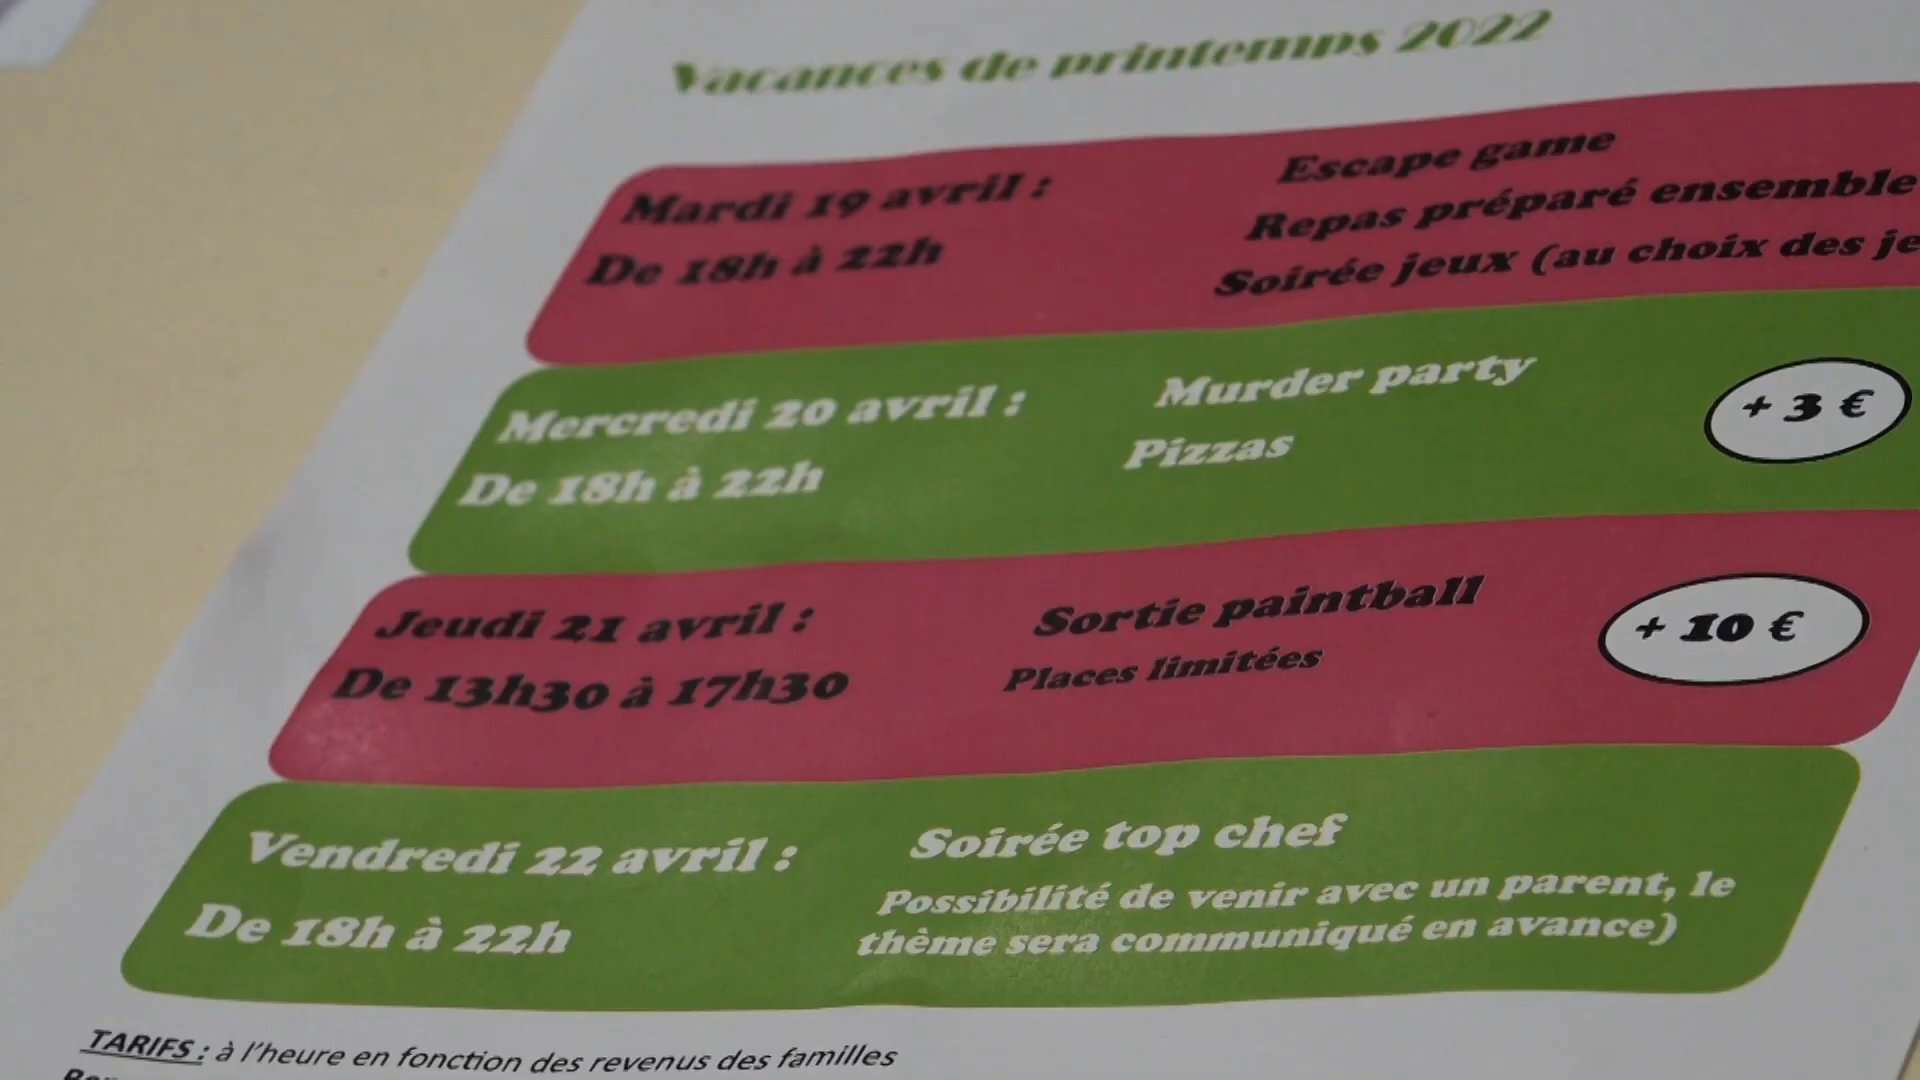 Vacances de printemps 2022
Mardi 19 avril :
De 18h à 22h
Escape game
Repas préparé ensemble
Soirée jeux (au choix des je
Mercredi 20 avril :
De 18h à 22h
Murder party
Pizzas
+ 3 €
Jeudi 21 avril :
De 13h30 à 17h30
Sortie paintball
Places limitées
+ 10 €
Vendredi 22 avril :
De 18h à 22h
Soirée top chef
Possibilité de venir avec un parent, le
thème sera communiqué en avance)
TARIFS : à l'heure en fonction des revenus des familles